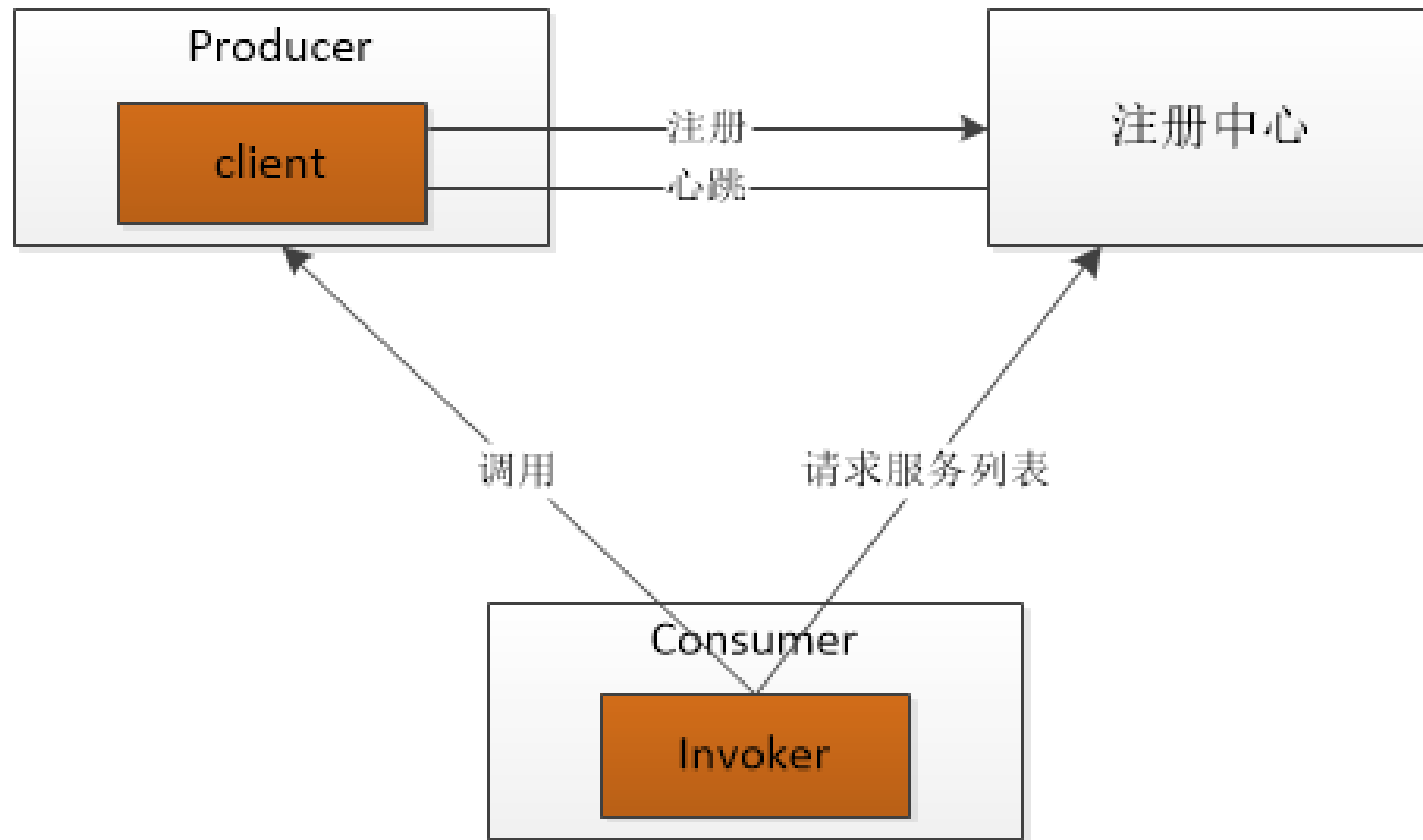 Producer
client
注册
心跳
注册中心
调用
请求服务列表
Consumer
Invoker